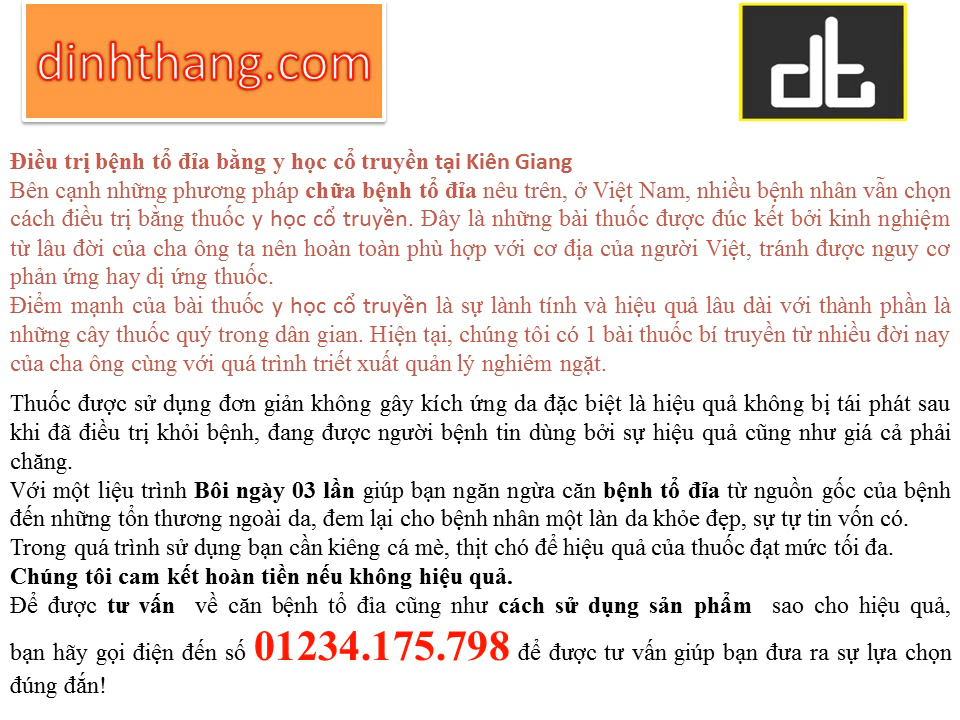 dinhthang.com
dt
Điều trị bệnh tổ đỉa bằng y học cổ truyền tại Kiên Giang
Bên cạnh những phương pháp chữa bệnh tổ đỉa nêu trên, ở Việt Nam, nhiều bệnh nhân vẫn chọn
cách điều trị bằng thuốc y học cổ truyền. Đây là những bài thuốc được đúc kết bởi kinh nghiệm
từ lâu đời của cha ông ta nên hoàn toàn phù hợp với cơ địa của người Việt, tránh được nguy cơ
phản ứng hay dị ứng thuốc.
Điểm mạnh của bài thuốc y học cổ truyền là sự lành tính và hiệu quả lâu dài với thành phần là
những cây thuốc quý trong dân gian. Hiện tại, chúng tôi có 1 bài thuốc bí truyền từ nhiều đời nay
của cha ông cùng với quá trình triết xuất quản lý nghiêm ngặt.
Thuốc được sử dụng đơn giản không gây kích ứng da đặc biệt là hiệu quả không bị tái phát sau
khi đã điều trị khỏi bệnh, đang được người bệnh tin dùng bởi sự hiệu quả cũng như giá cả phải
chăng.
Với một liệu trình Bôi ngày 03 lần giúp bạn ngăn ngừa căn bệnh tổ đỉa từ nguồn gốc của bệnh
đến những tổn thương ngoài da, đem lại cho bệnh nhân một làn da khỏe đẹp, sự tự tin vốn có.
Trong quá trình sử dụng bạn cần kiêng cá mè, thịt chó để hiệu quả của thuốc đạt mức tối đa.
Chúng tôi cam kết hoàn tiền nếu không hiệu quả.
Để được tư vấn về căn bệnh tổ đỉa cũng như cách sử dụng sản phẩm sao cho hiệu quả,
bạn hãy gọi điện đến số 01234.175.798 để được tư vấn giúp bạn đưa ra sự lựa chọn
đúng đắn!